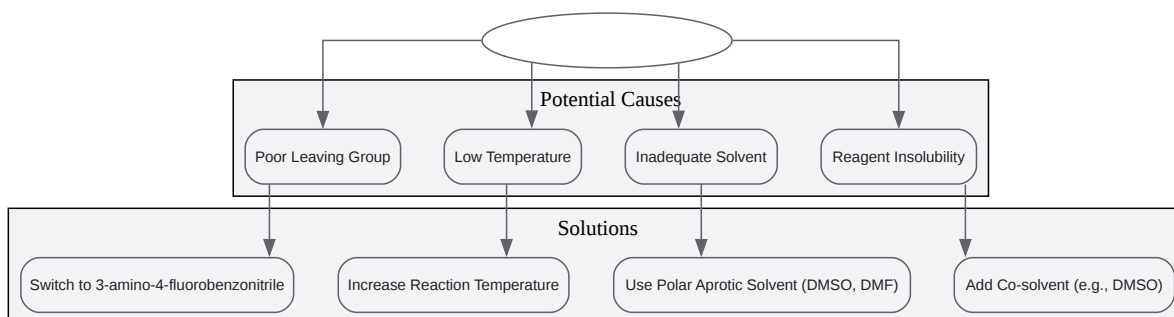 Potential Causes
Poor Leaving Group
Low Temperature
Inadequate Solvent
Reagent Insolubility
Solutions
Switch to 3-amino-4-fluorobenzonitrile
Increase Reaction Temperature
Use Polar Aprotic Solvent (DMSO, DMF)
Add Co-solvent (e.g., DMSO)